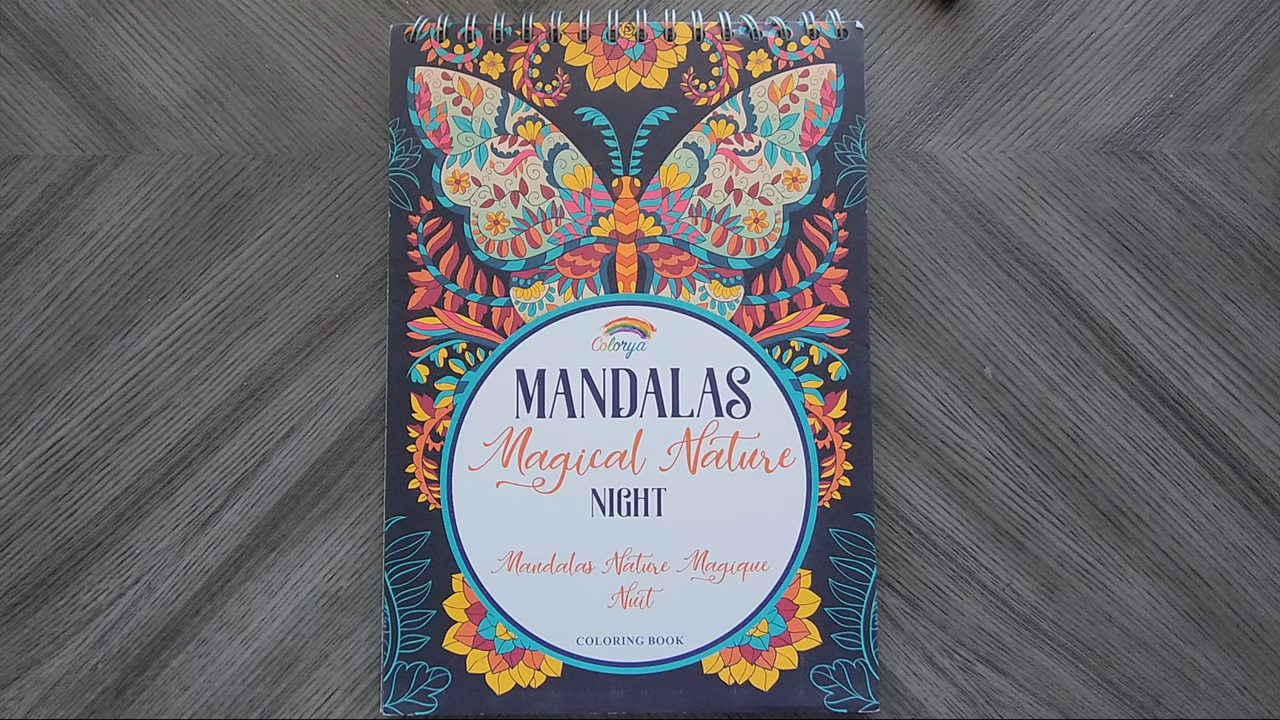 Colorya
MANDALAS
Magical Nature
NIGHT
Mandalas Nature Magique
Nuit
COLORING BOOK